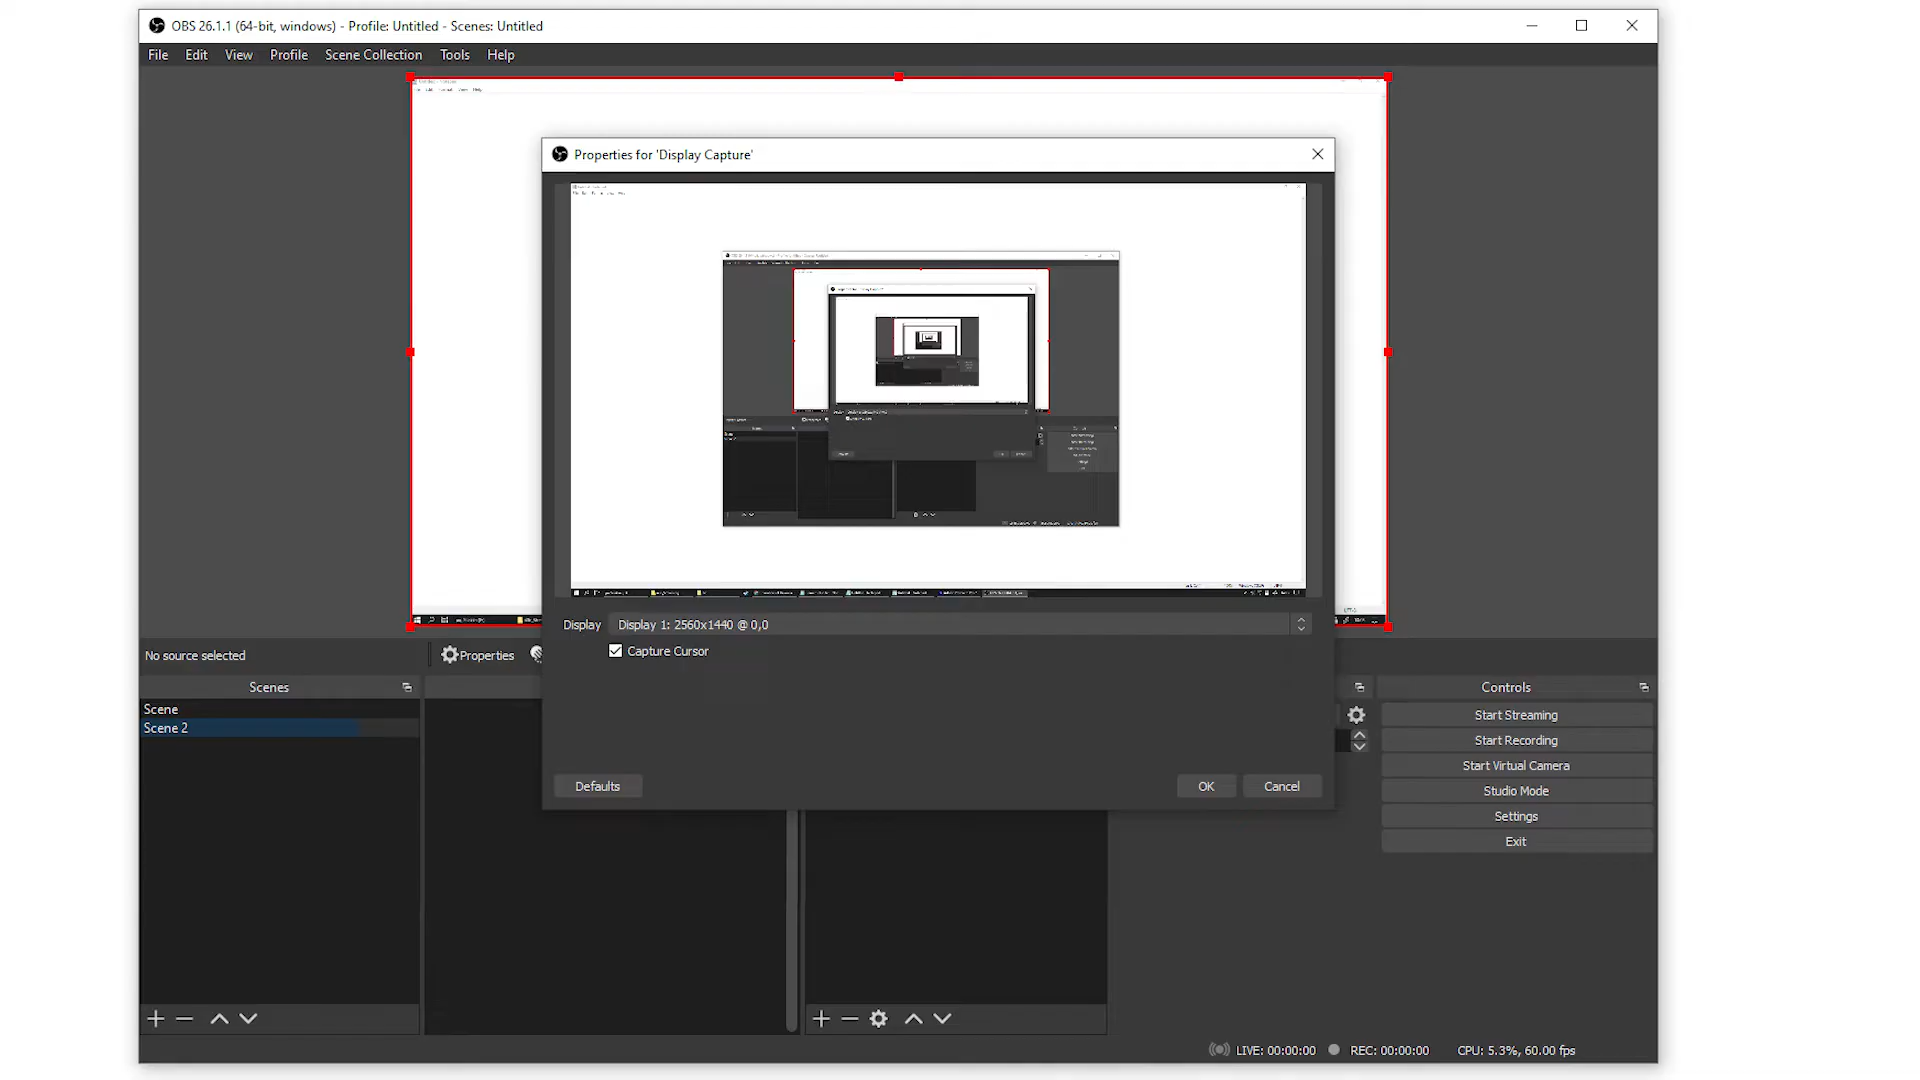 OBS 26.1.1 (64-bit, windows) - Profile: Untitled - Scenes: Untitled
File Edit View Profile Scene Collection Tools Help
Properties for 'Display Capture'
Display Display 1: 2560x1440 @ 0,0
Capture Cursor
Defaults OK Cancel
No source selected
Properties
Scenes
Scene
Scene 2
Controls
Start Streaming
Start Recording
Start Virtual Camera
Studio Mode
Settings
Exit
LIVE: 00:00:00 REC: 00:00:00 CPU: 5.3%, 60.00 fps